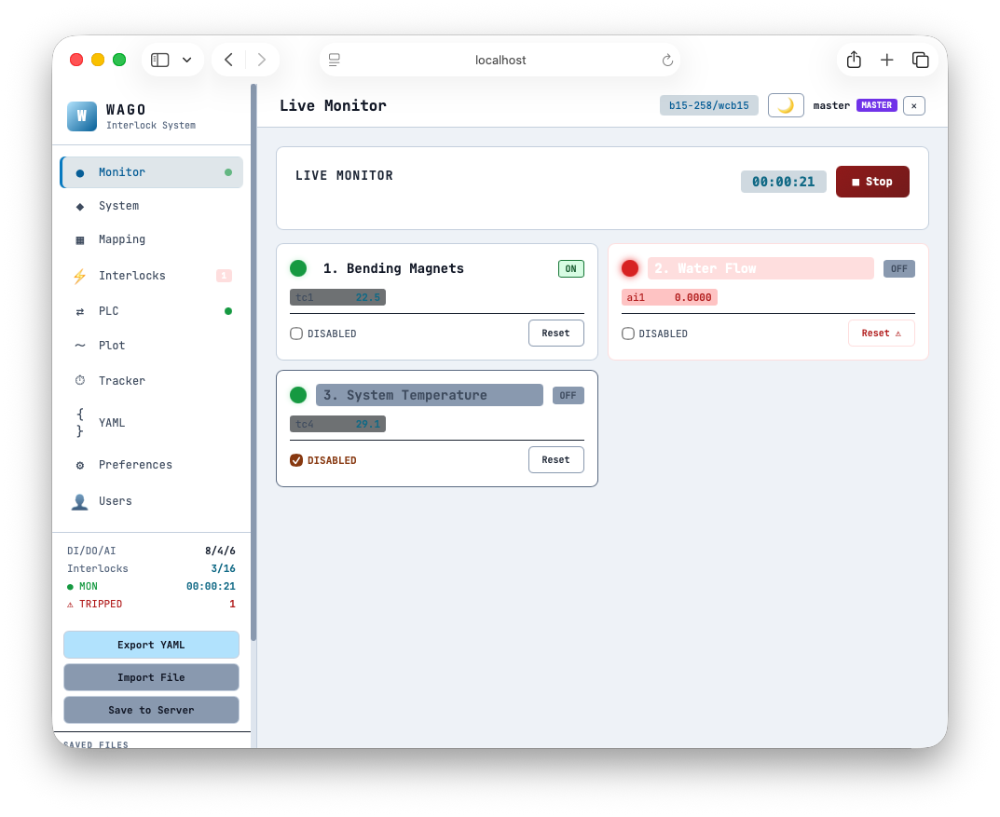 localhost
W
WAGO
Interlock System
Live Monitor
b15-258/wcb15
master
MASTER
×
Monitor
System
Mapping
Interlocks
1
PLC
Plot
Tracker
{ } YAML
Preferences
Users
DI/DO/AI 8/4/6
Interlocks 3/16
● MON 00:00:21
⚠ TRIPPED 1
Export YAML
Import File
Save to Server
SAVED FILES
LIVE MONITOR
00:00:21
■ Stop
1. Bending Magnets
ON
tc1 22.5
DISABLED
Reset
2. Water Flow
OFF
ai1 0.0000
DISABLED
Reset ⚠
3. System Temperature
OFF
tc4 29.1
DISABLED
Reset